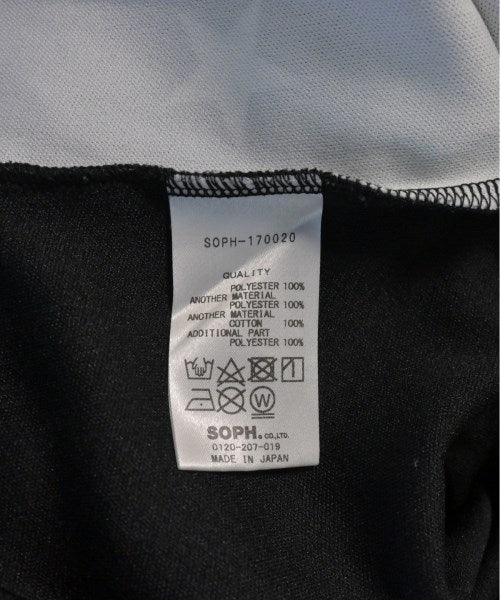 SOPH-170020
QUALITY
POLYESTER 100%
ANOTHER MATERIAL
POLYESTER 100%
ANOTHER MATERIAL
COTTON 100%
ADDITIONAL PART
POLYESTER 100%
W
SOPH. CO.,LTD.
0120-207-019
MADE IN JAPAN